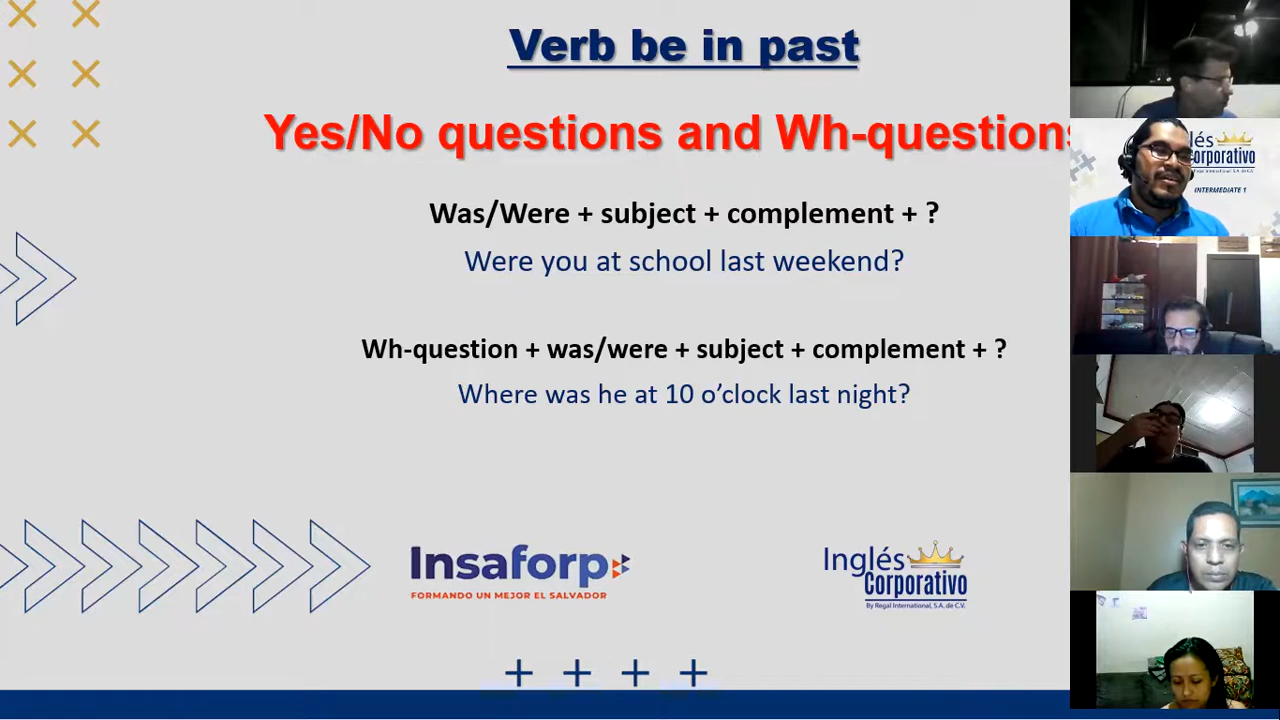 Verb be in past
Yes/No questions and Wh-questions
Was/Were + subject + complement + ?
Were you at school last weekend?
Wh-question + was/were + subject + complement + ?
Where was he at 10 o’clock last night?
Insaforp
FORMANDO UN MEJOR EL SALVADOR
Inglés
Corporativo
By Regal International, S.A. de C.V.
lés
orporativo
INTERMEDIATE 1